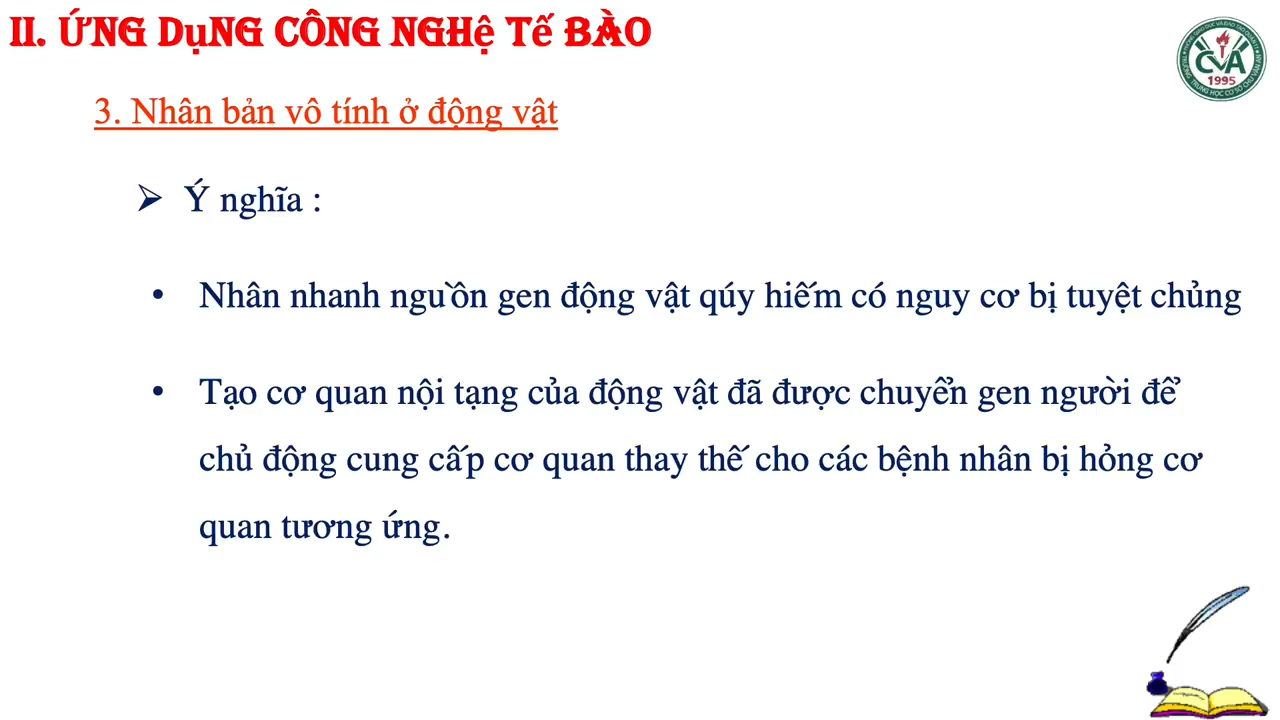 II. ỨNG DỤNG CÔNG NGHỆ TẾ BÀO
CVA
1995
3. Nhân bản vô tính ở động vật
➢ Ý nghĩa :
• Nhân nhanh nguồn gen động vật qúy hiếm có nguy cơ bị tuyệt chủng
• Tạo cơ quan nội tạng của động vật đã được chuyển gen người để
chủ động cung cấp cơ quan thay thế cho các bệnh nhân bị hỏng cơ
quan tương ứng.